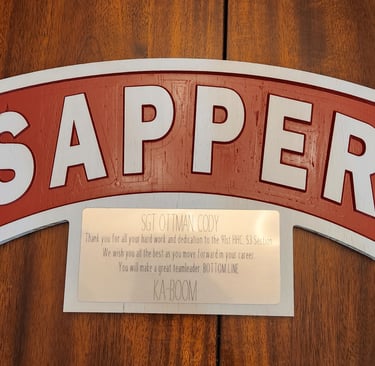 SAPPER
SGT OTTMAN, CODY
Thank you for all your hard work and dedication to the 91st HHC, S3 Section.
We wish you all the best as you move forward in your career.
You will make a great teamleader. BOTTOM LINE
KA-BOOM